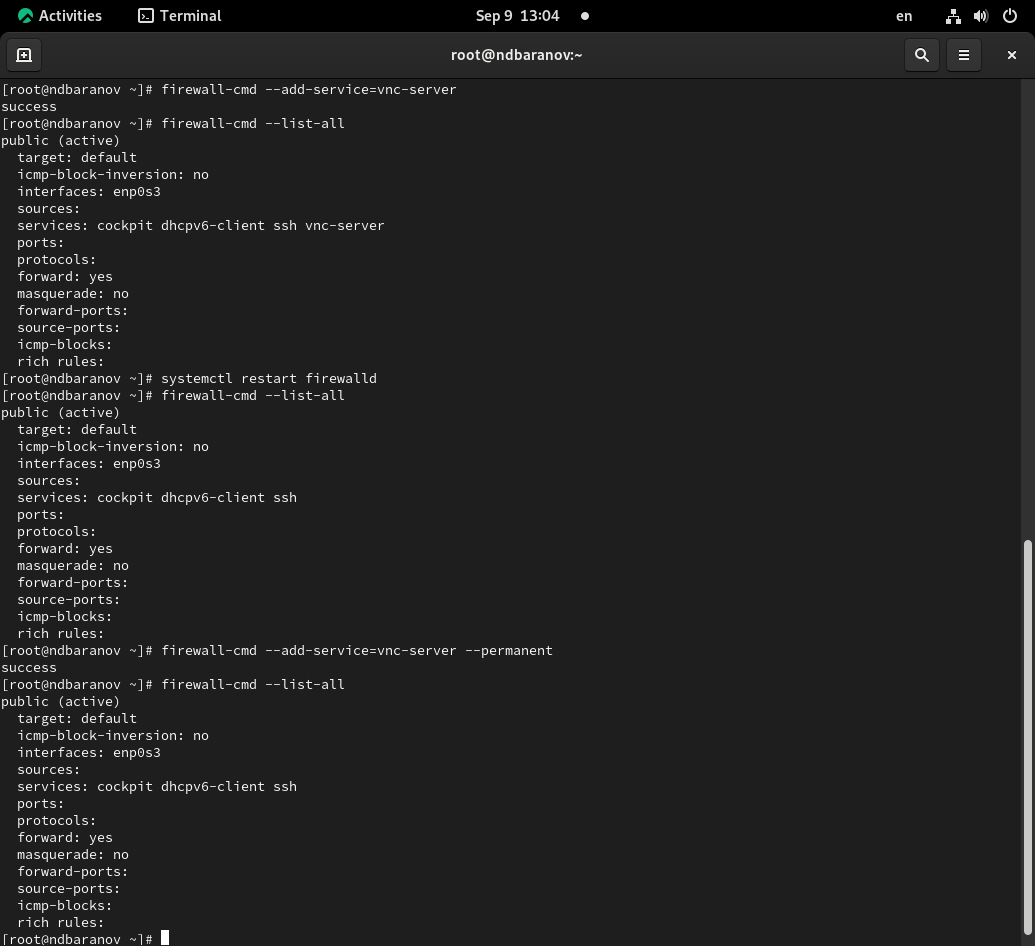 Activities Terminal Sep 9 13:04 en
root@ndbaranov:~
[root@ndbaranov ~]# firewall-cmd --add-service=vnc-server
success
[root@ndbaranov ~]# firewall-cmd --list-all
public (active)
  target: default
  icmp-block-inversion: no
  interfaces: enp0s3
  sources:
  services: cockpit dhcpv6-client ssh vnc-server
  ports:
  protocols:
  forward: yes
  masquerade: no
  forward-ports:
  source-ports:
  icmp-blocks:
  rich rules:
[root@ndbaranov ~]# systemctl restart firewalld
[root@ndbaranov ~]# firewall-cmd --list-all
public (active)
  target: default
  icmp-block-inversion: no
  interfaces: enp0s3
  sources:
  services: cockpit dhcpv6-client ssh
  ports:
  protocols:
  forward: yes
  masquerade: no
  forward-ports:
  source-ports:
  icmp-blocks:
  rich rules:
[root@ndbaranov ~]# firewall-cmd --add-service=vnc-server --permanent
success
[root@ndbaranov ~]# firewall-cmd --list-all
public (active)
  target: default
  icmp-block-inversion: no
  interfaces: enp0s3
  sources:
  services: cockpit dhcpv6-client ssh
  ports:
  protocols:
  forward: yes
  masquerade: no
  forward-ports:
  source-ports:
  icmp-blocks:
  rich rules:
[root@ndbaranov ~]#